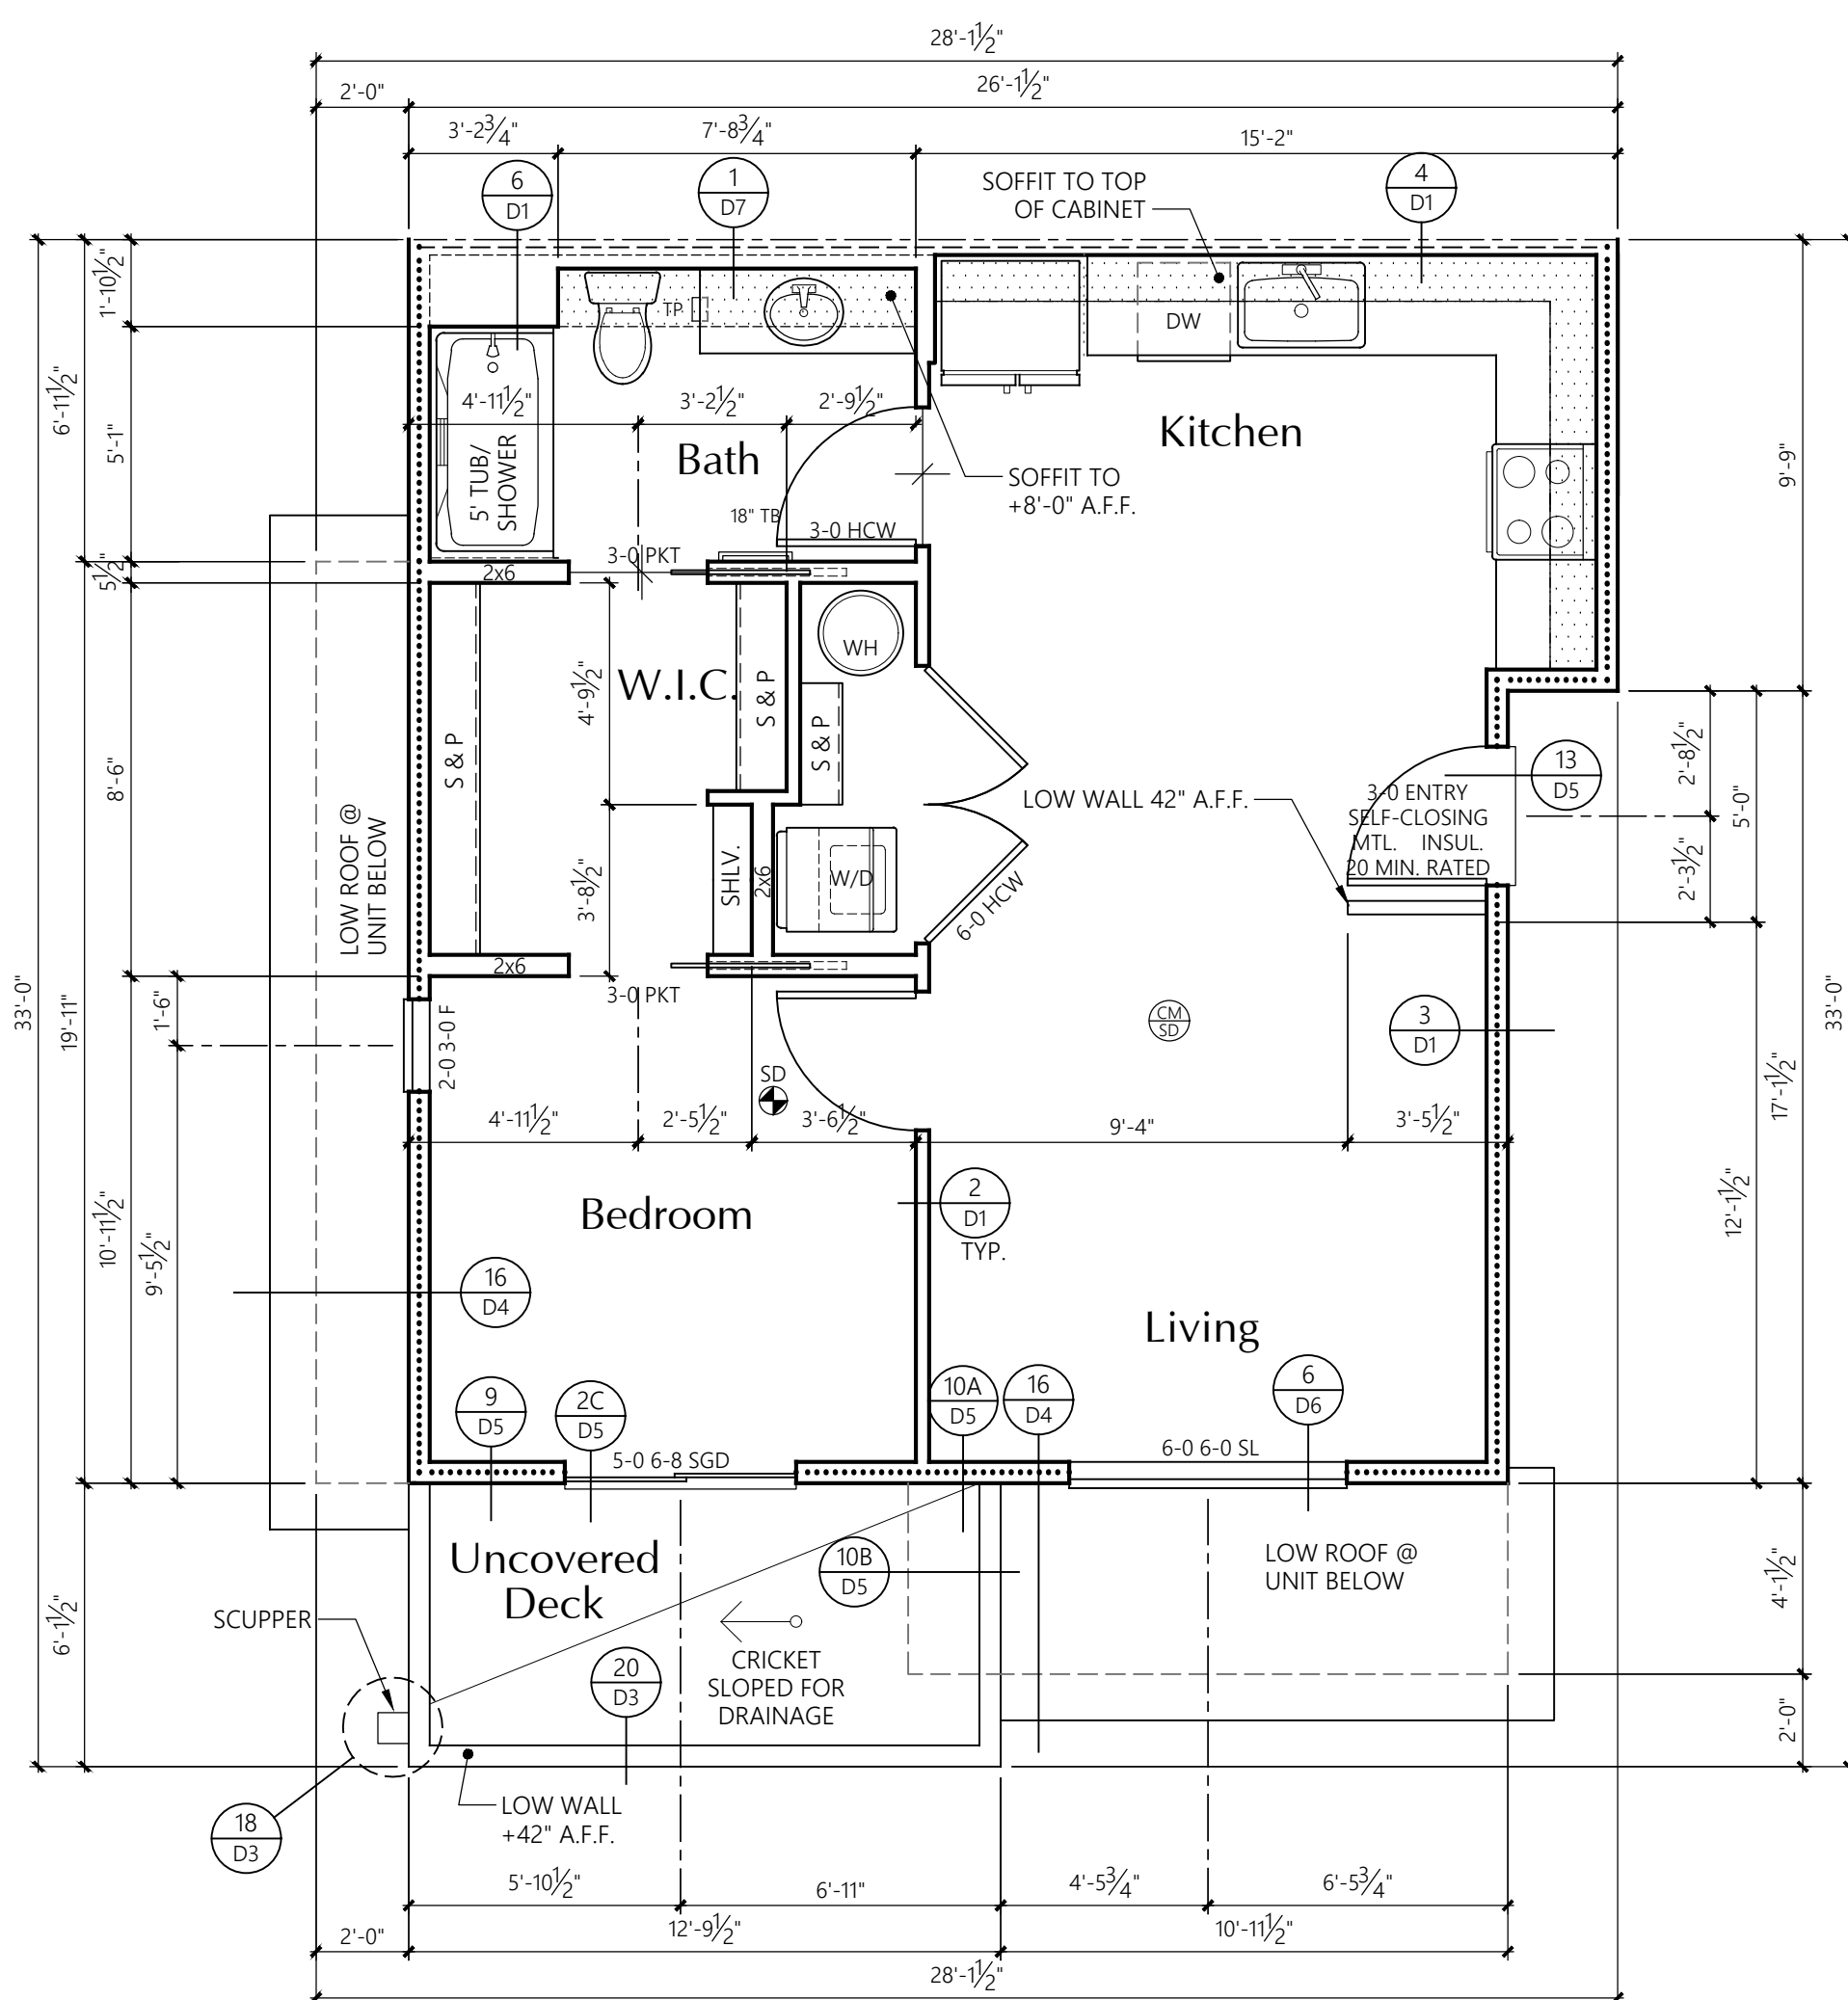 28'-1½"
26'-1½"
2'-0"
3'-2¾"
7'-8¾"
15'-2"
6
D1
1
D7
SOFFIT TO TOP
OF CABINET
4
D1
1'-10½"
6'-11½"
5'-1"
5½"
8'-6"
33'-0"
19'-11"
1'-6"
10'-11½"
9'-5½"
6'-1½"
TP
DW
4'-11½"
3'-2½"
2'-9½"
5' TUB/
SHOWER
Bath
Kitchen
SOFFIT TO
+8'-0" A.F.F.
18" TB
3-0 HCW
3-0 PKT
2x6
9'-9"
WH
W.I.C.
4'-9½"
S & P
S & P
S & P
LOW ROOF @
UNIT BELOW
3'-8½"
SHLV.
2x6
W/D
6-0 HCW
LOW WALL 42" A.F.F.
3-0 ENTRY
SELF-CLOSING
MTL. INSUL.
20 MIN. RATED
13
D5
2'-8½"
5'-0"
2'-3½"
2x6
3-0 PKT
2-0 3-0 F
SD
CM
SD
3
D1
33'-0"
17'-1½"
12'-1½"
4'-11½"
2'-5½"
3'-6½"
9'-4"
3'-5½"
Bedroom
2
D1
TYP.
16
D4
Living
9
D5
2C
D5
10A
D5
16
D4
6
D6
5-0 6-8 SGD
6-0 6-0 SL
Uncovered
Deck
10B
D5
LOW ROOF @
UNIT BELOW
4'-1½"
2'-0"
SCUPPER
20
D3
CRICKET
SLOPED FOR
DRAINAGE
18
D3
LOW WALL
+42" A.F.F.
5'-10½"
6'-11"
4'-5¾"
6'-5¾"
2'-0"
12'-9½"
10'-11½"
28'-1½"